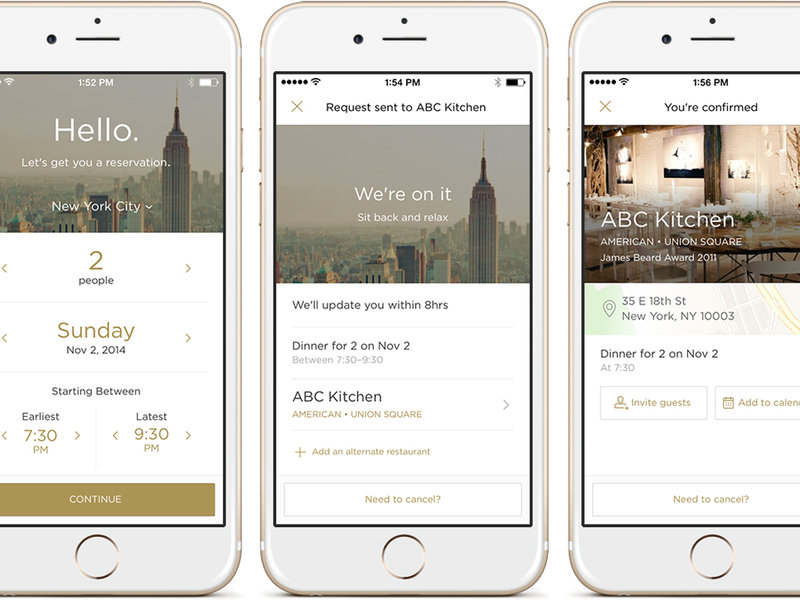 1:52 PM
Hello.
Let's get you a reservation.
New York City
2
people
Sunday
Nov 2, 2014
Starting Between
Earliest
Latest
7:30
9:30
PM
PM
CONTINUE
1:54 PM
Request sent to ABC Kitchen
We're on it
Sit back and relax
We'll update you within 8hrs
Dinner for 2 on Nov 2
Between 7:30–9:30
ABC Kitchen
AMERICAN • UNION SQUARE
Add an alternate restaurant
Need to cancel?
1:56 PM
You're confirmed
ABC Kitchen
AMERICAN • UNION SQUARE
James Beard Award 2011
35 E 18th St
New York, NY 10003
Dinner for 2 on Nov 2
At 7:30
Invite guests
Add to calen
Need to cancel?